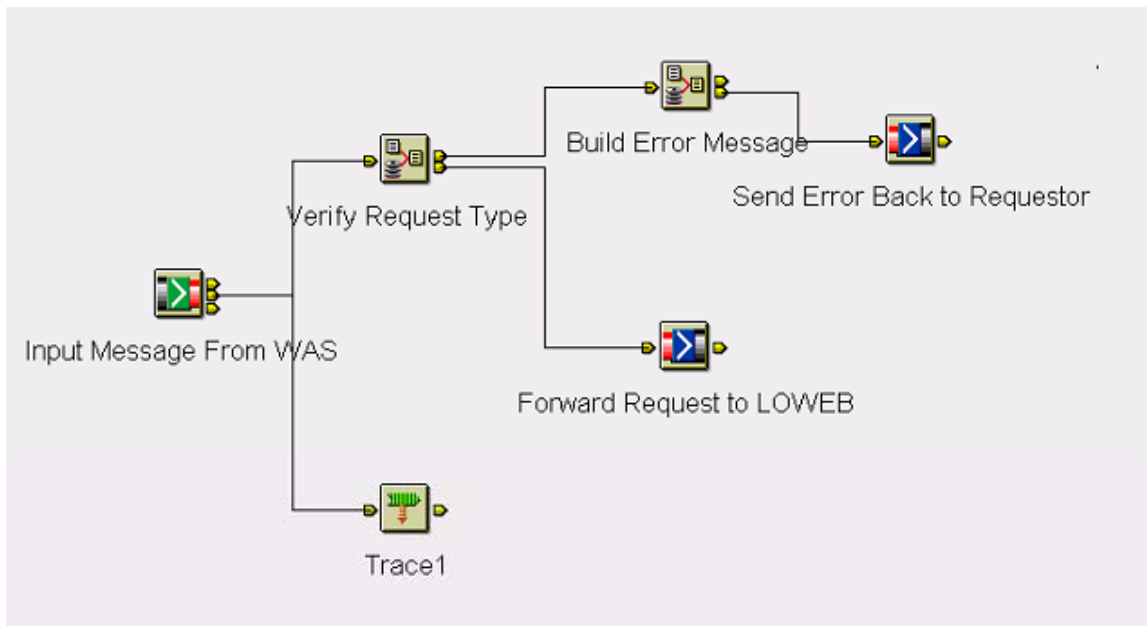 Build Error Message
Send Error Back to Requestor
Verify Request Type
Input Message From WAS
Forward Request to LOWEB
Trace1